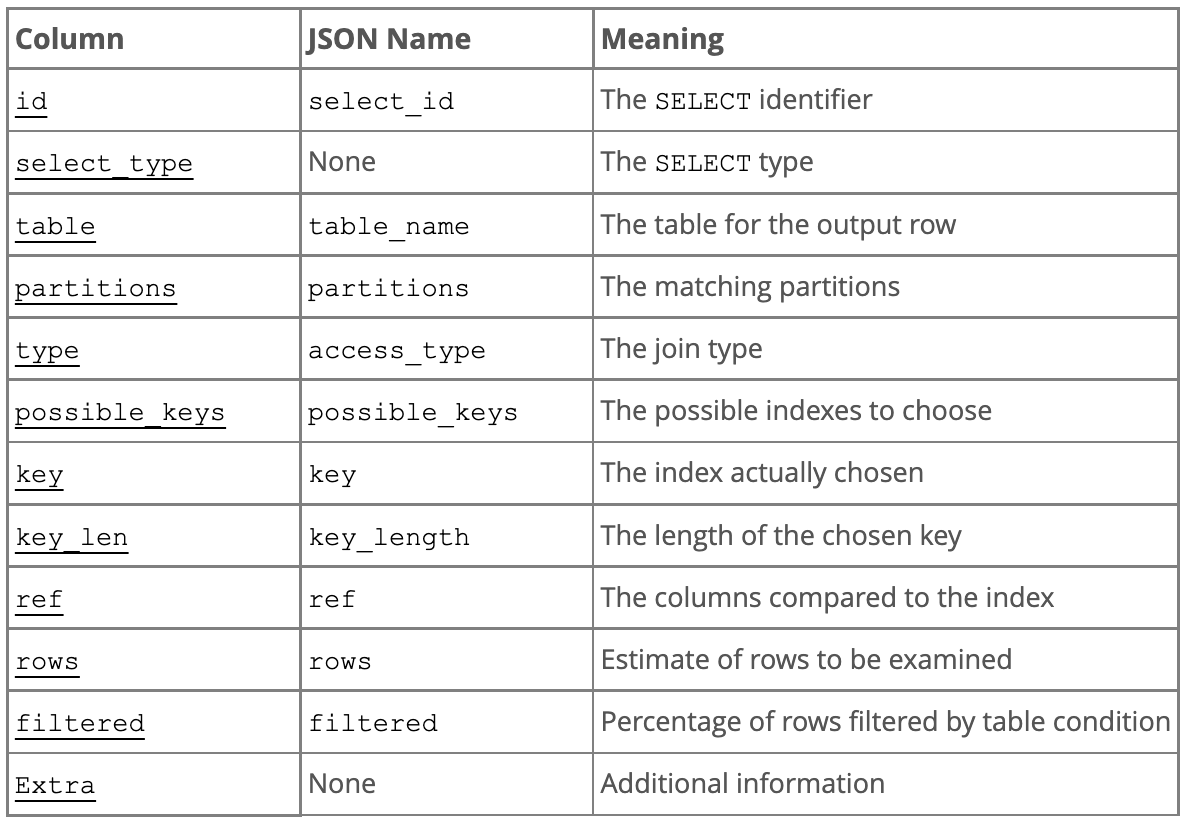 Column JSON Name Meaning
id select_id The SELECT identifier
select_type None The SELECT type
table table_name The table for the output row
partitions partitions The matching partitions
type access_type The join type
possible_keys possible_keys The possible indexes to choose
key key The index actually chosen
key_len key_length The length of the chosen key
ref ref The columns compared to the index
rows rows Estimate of rows to be examined
filtered filtered Percentage of rows filtered by table condition
Extra None Additional information